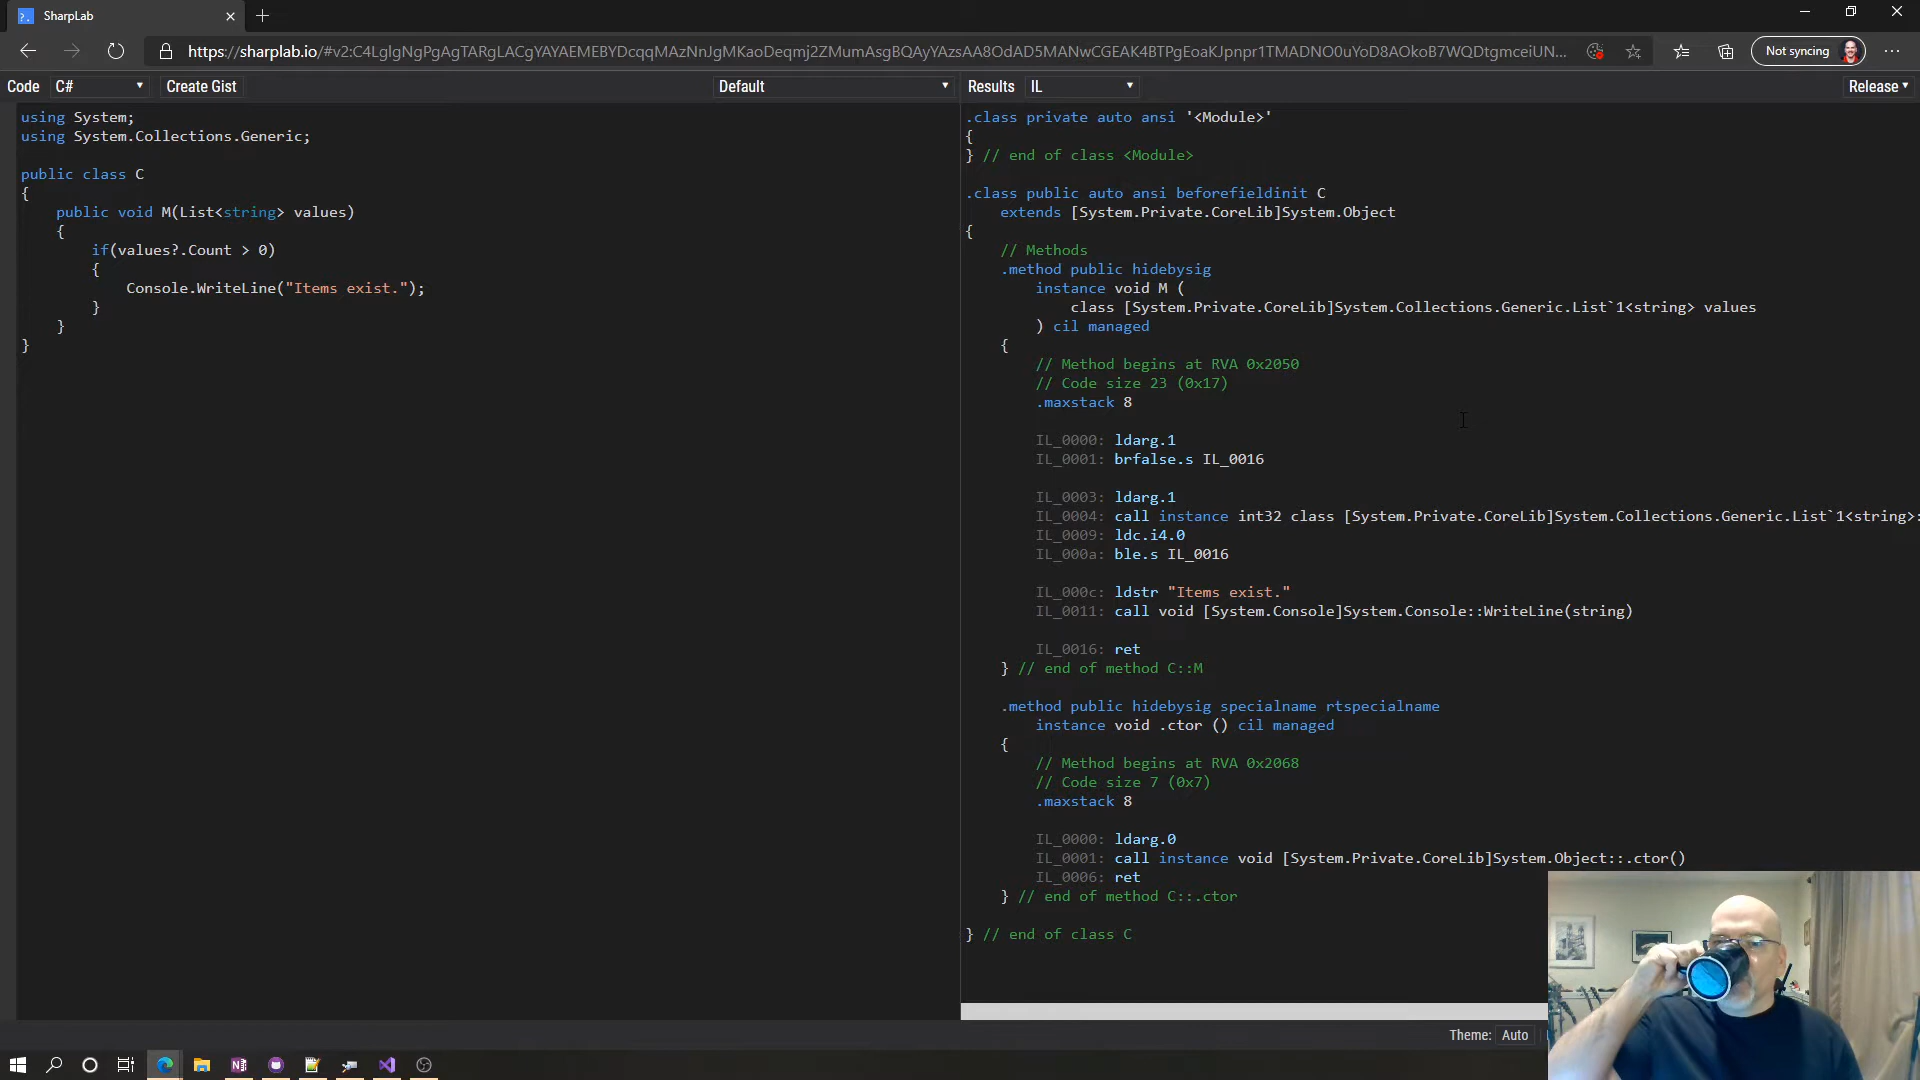 SharpLab
https://sharplab.io/#v2:C4LglgNgPgAgTARgLACgYAYAEMEBYDcqqMAzNnJgMKaoDeqmj2ZMumAsgBQAyYAzsAA8OdAD5MANwCGEAK4BTPgEoaKJpnpr1TMADNO0uYoD8AOkoB7WQDtgmceiUN...
Not syncing
Code
C#
Create Gist
Default
using System;
using System.Collections.Generic;
public class C
{
public void M(List<string> values)
{
if(values?.Count > 0)
{
Console.WriteLine("Items exist.");
}
}
}
Results
IL
Release
.class private auto ansi '<Module>'
{
} // end of class <Module>
.class public auto ansi beforefieldinit C
extends [System.Private.CoreLib]System.Object
{
// Methods
.method public hidebysig
instance void M (
class [System.Private.CoreLib]System.Collections.Generic.List`1<string> values
) cil managed
{
// Method begins at RVA 0x2050
// Code size 23 (0x17)
.maxstack 8
IL_0000: ldarg.1
IL_0001: brfalse.s IL_0016
IL_0003: ldarg.1
IL_0004: call instance int32 class [System.Private.CoreLib]System.Collections.Generic.List`1<string>:
IL_0009: ldc.i4.0
IL_000a: ble.s IL_0016
IL_000c: ldstr "Items exist."
IL_0011: call void [System.Console]System.Console::WriteLine(string)
IL_0016: ret
} // end of method C::M
.method public hidebysig specialname rtspecialname
instance void .ctor () cil managed
{
// Method begins at RVA 0x2068
// Code size 7 (0x7)
.maxstack 8
IL_0000: ldarg.0
IL_0001: call instance void [System.Private.CoreLib]System.Object::.ctor()
IL_0006: ret
} // end of method C::.ctor
} // end of class C
Theme: Auto